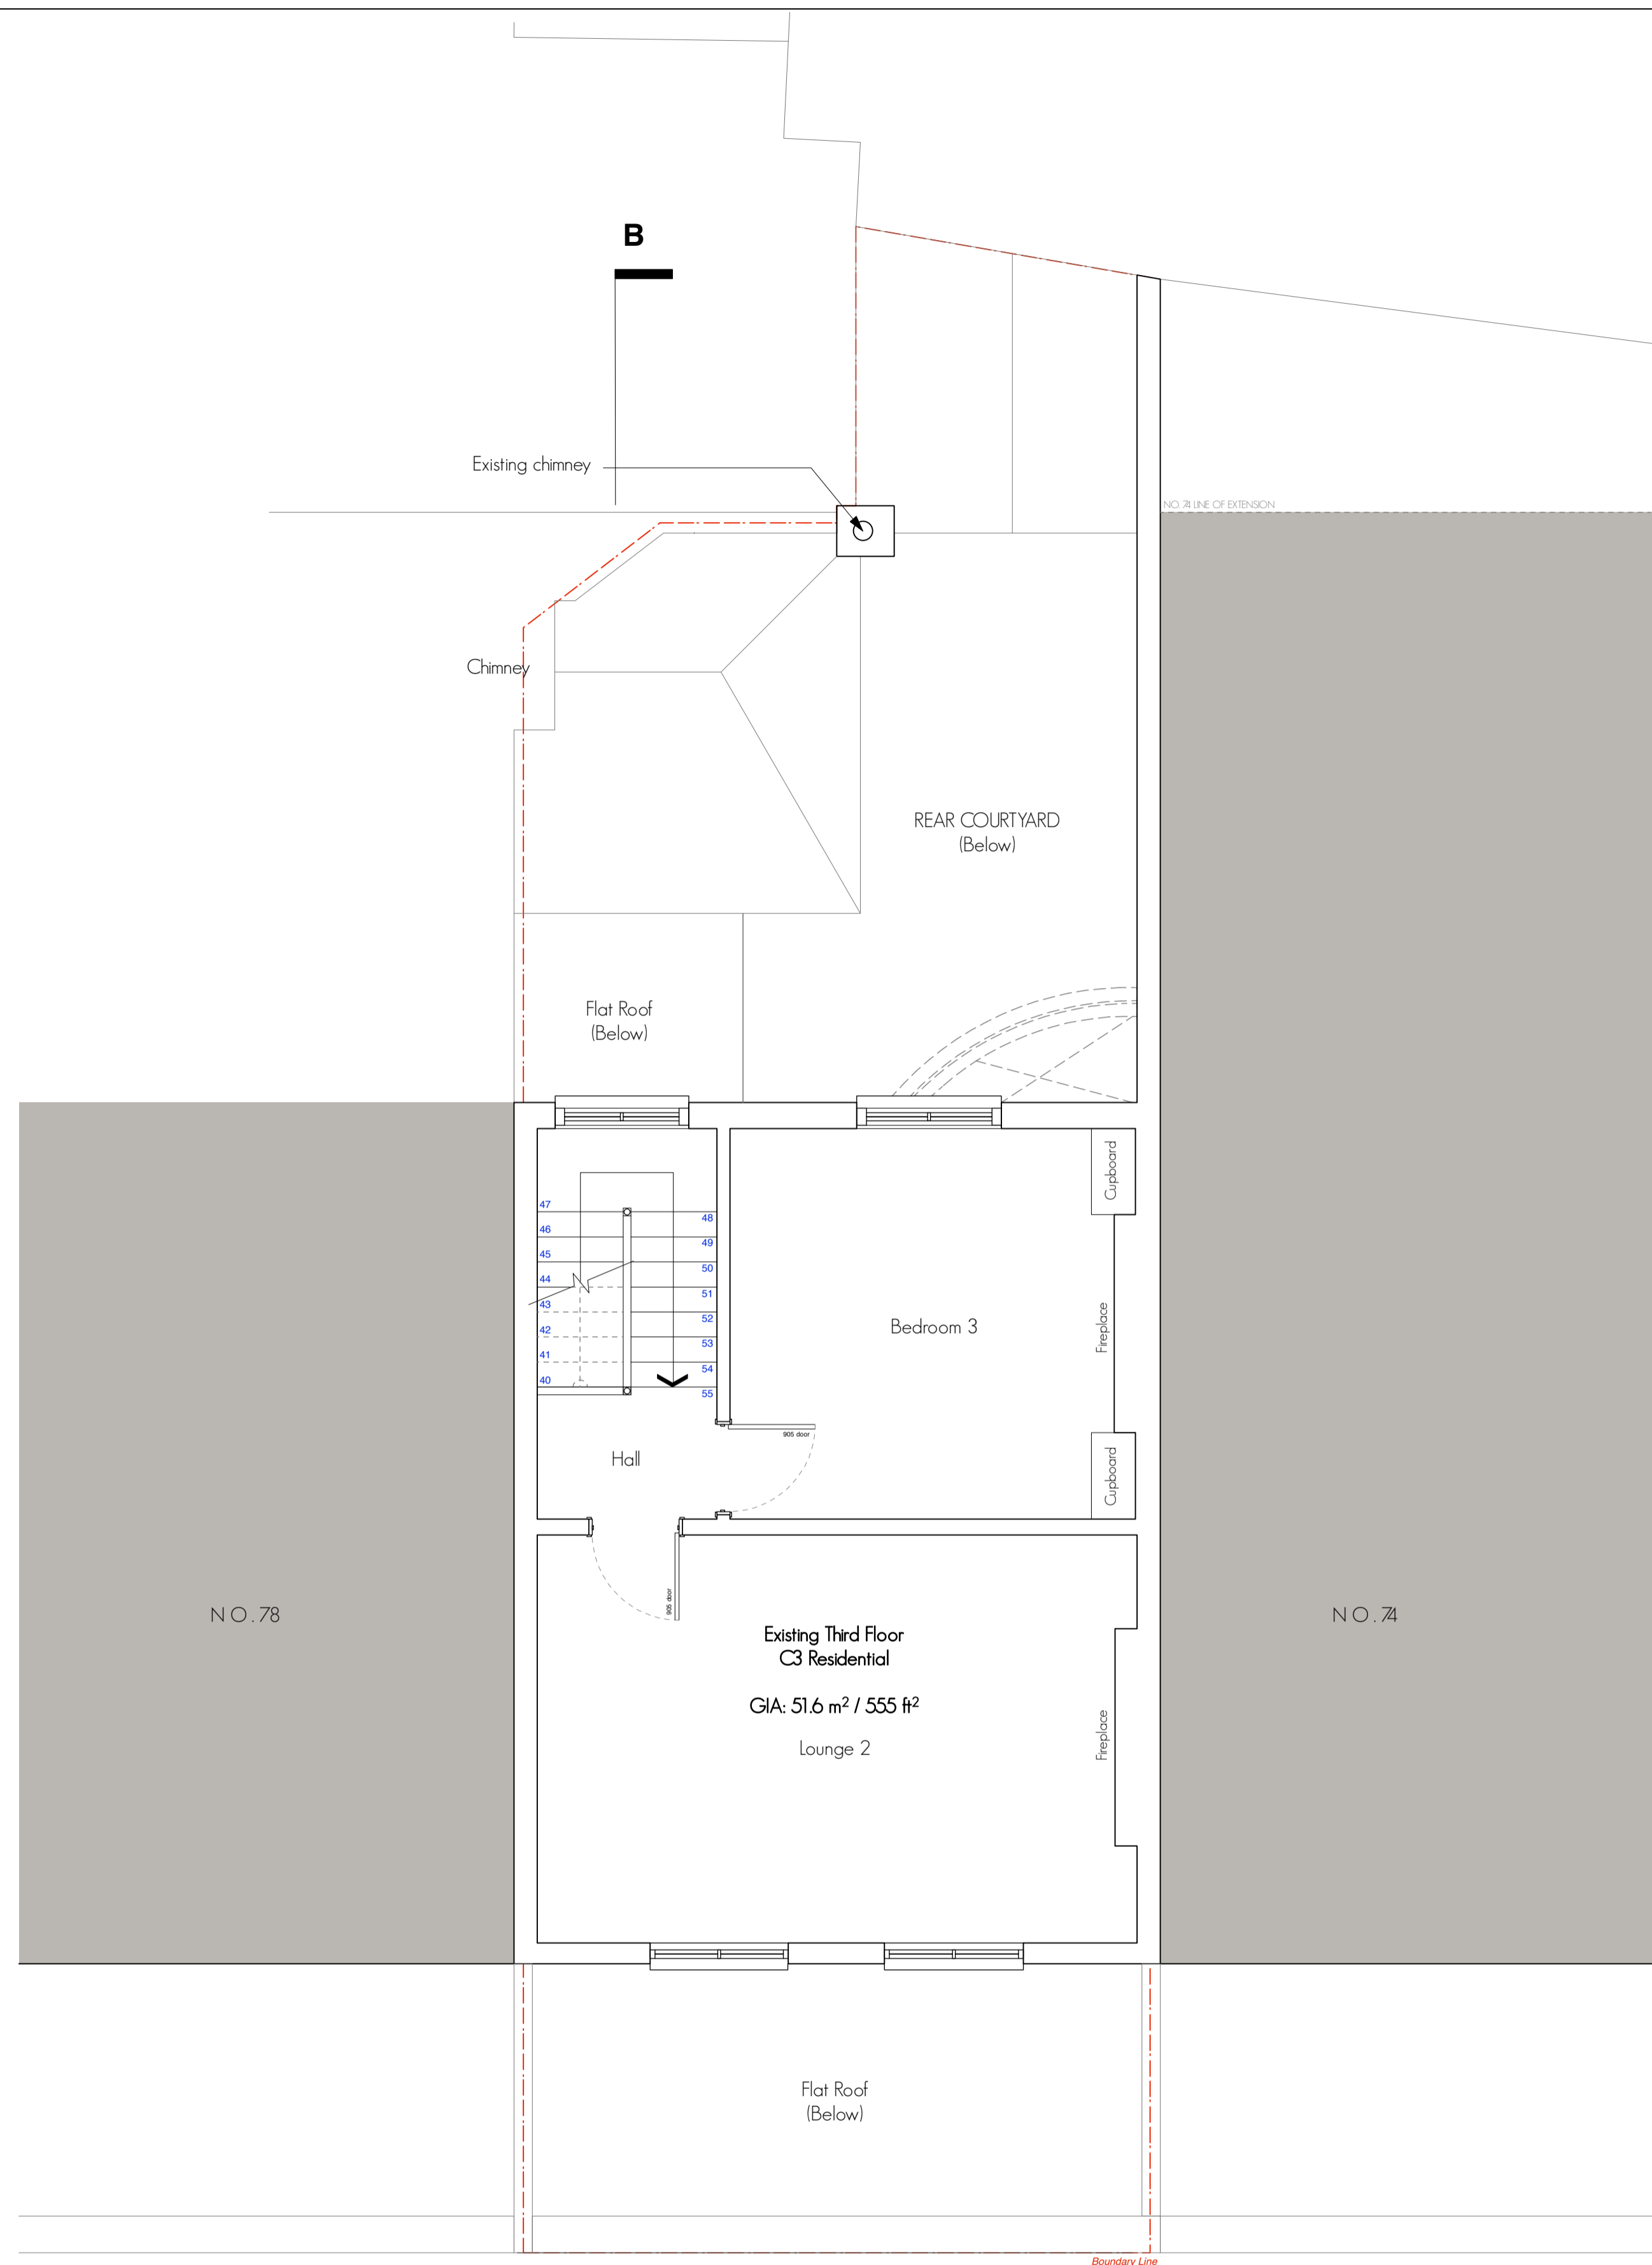 B
Existing chimney
NO. 74 LINE OF EXTENSION
Chimney
REAR COURTYARD
(Below)
Flat Roof
(Below)
Cupboard
47
48
46
49
45
50
44
51
43
52
42
53
41
54
40
55
Bedroom 3
Fireplace
905 door
Hall
Cupboard
905 door
NO.78
NO.74
Existing Third Floor
C3 Residential
GIA: 51.6 m² / 555 ft²
Lounge 2
Fireplace
Flat Roof
(Below)
Boundary Line